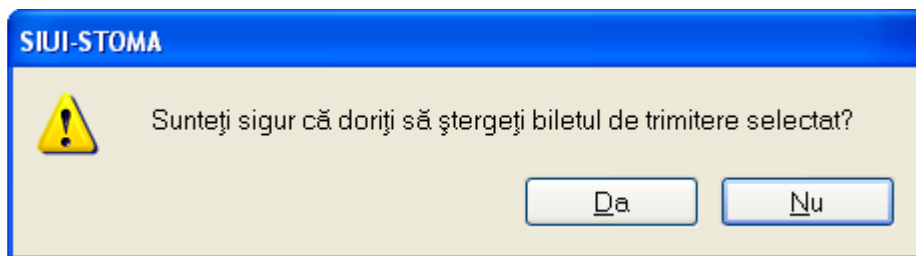 SIUI-STOMA
Sunteţi sigur că doriţi să ştergeţi biletul de trimitere selectat?
Da
Nu